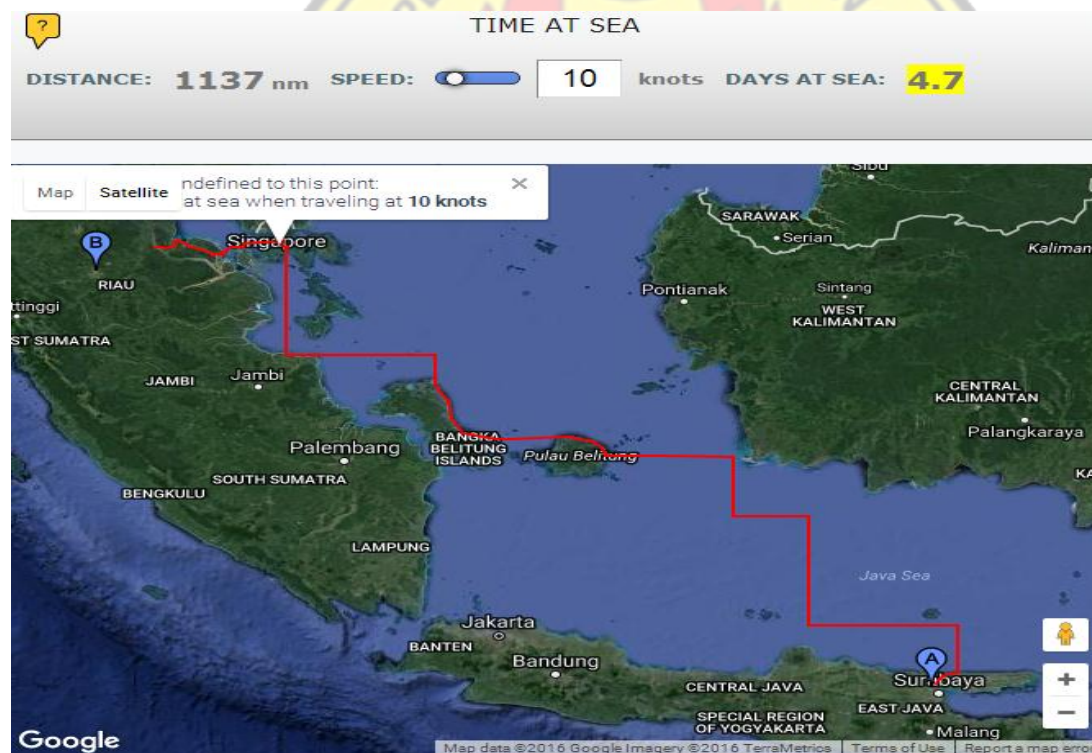 ?
TIME AT SEA
DISTANCE: 1137 nm SPEED: 10 knots DAYS AT SEA: 4.7
Map Satellite
ndefined to this point:
at sea when traveling at 10 knots
×
SIBU
SARAWAK
Serian
Kaliman
B
Singapore
RIAU
ttinggi
ST SUMATRA
Pontianak
Sintang
WEST
KALIMANTAN
JAMBI
Jambi
CENTRAL
KALIMANTAN
Palangkaraya
Palembang
BANGKA
BELITUNG
ISLANDS
Pulau Belitung
KA
SOUTH SUMATRA
BENGKULU
LAMPUNG
Java Sea
Jakarta
BANTEN
Bandung
A
Surabaya
CENTRAL JAVA
EAST JAVA
SPECIAL REGION
OF YOGYAKARTA
Malang
+
−
Google
Map data ©2016 Google Imagery ©2016 TerraMetrics
Terms of Use
Report a map erro